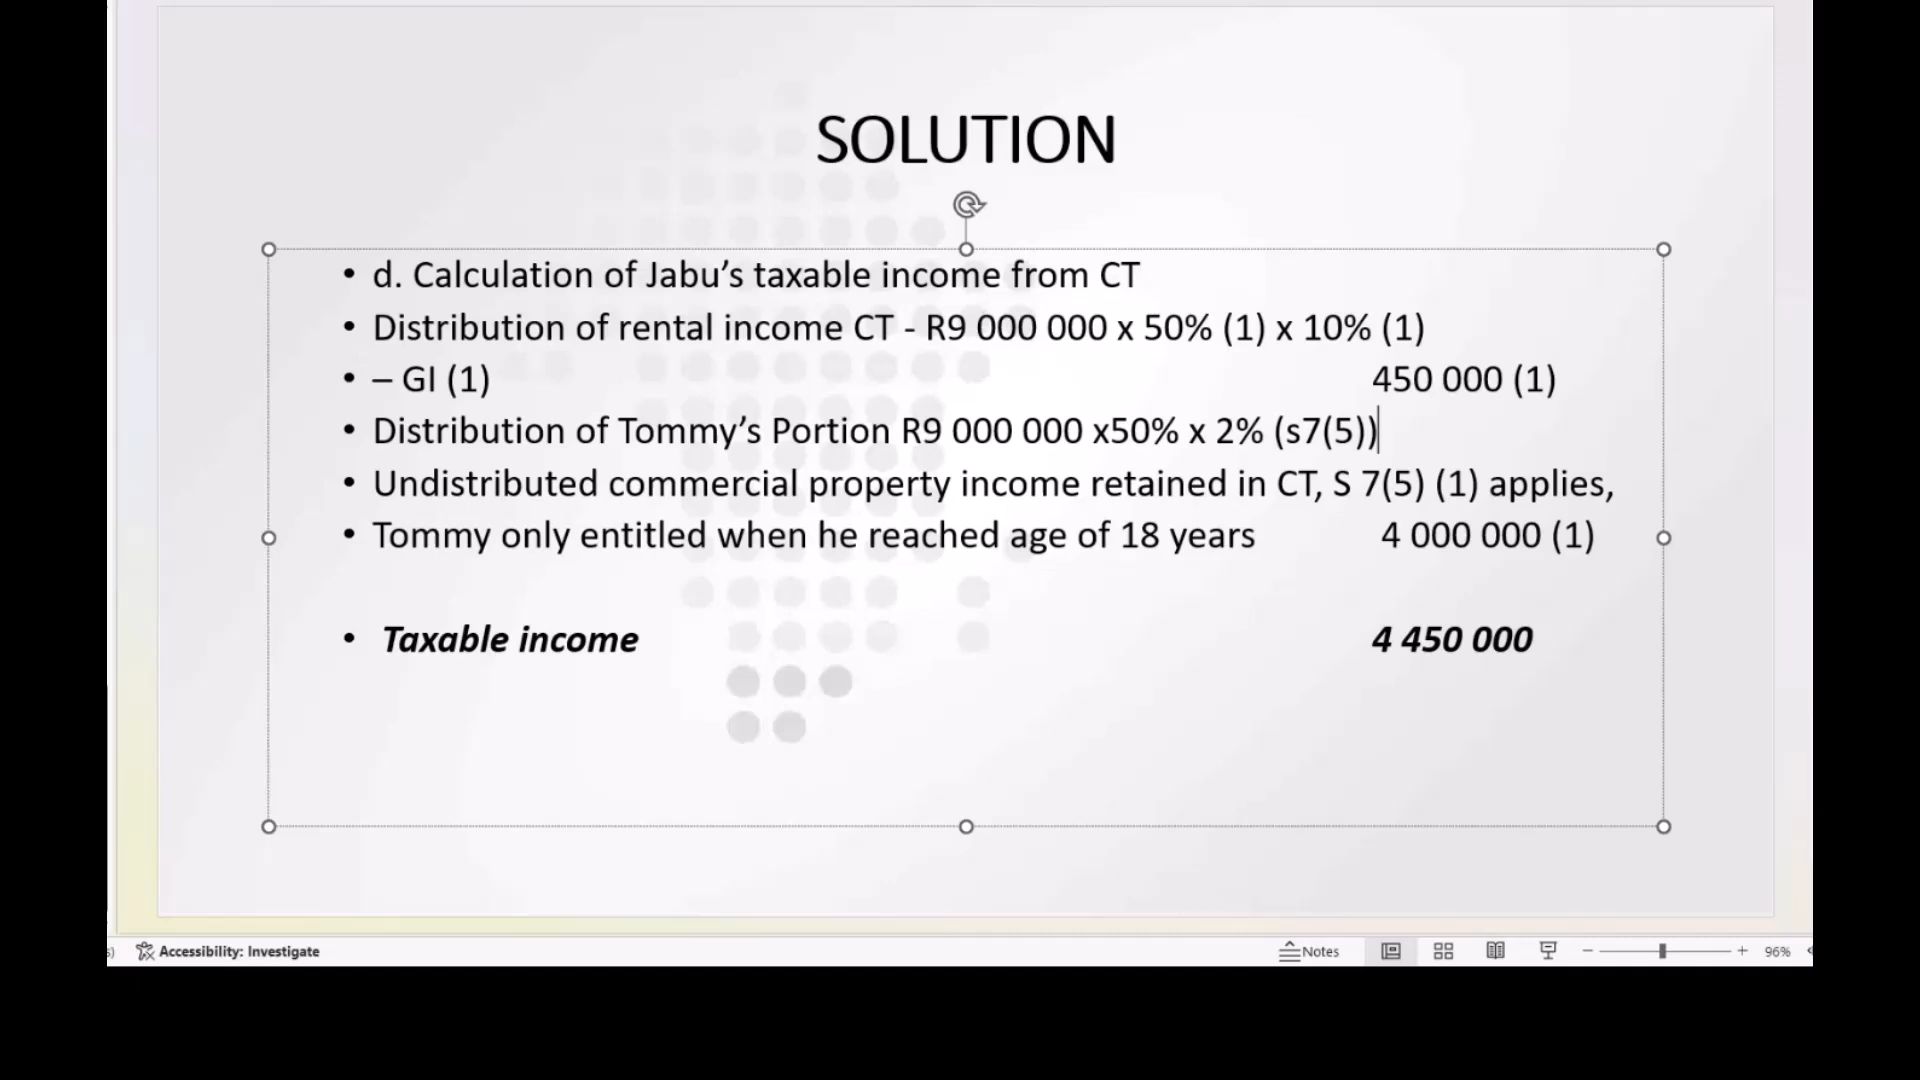 SOLUTION
• d. Calculation of Jabu’s taxable income from CT
• Distribution of rental income CT - R9 000 000 x 50% (1) x 10% (1)
• – GI (1) 450 000 (1)
• Distribution of Tommy’s Portion R9 000 000 x50% x 2% (s7(5))
• Undistributed commercial property income retained in CT, S 7(5) (1) applies,
• Tommy only entitled when he reached age of 18 years 4 000 000 (1)
• Taxable income 4 450 000
Accessibility: Investigate Notes 96%